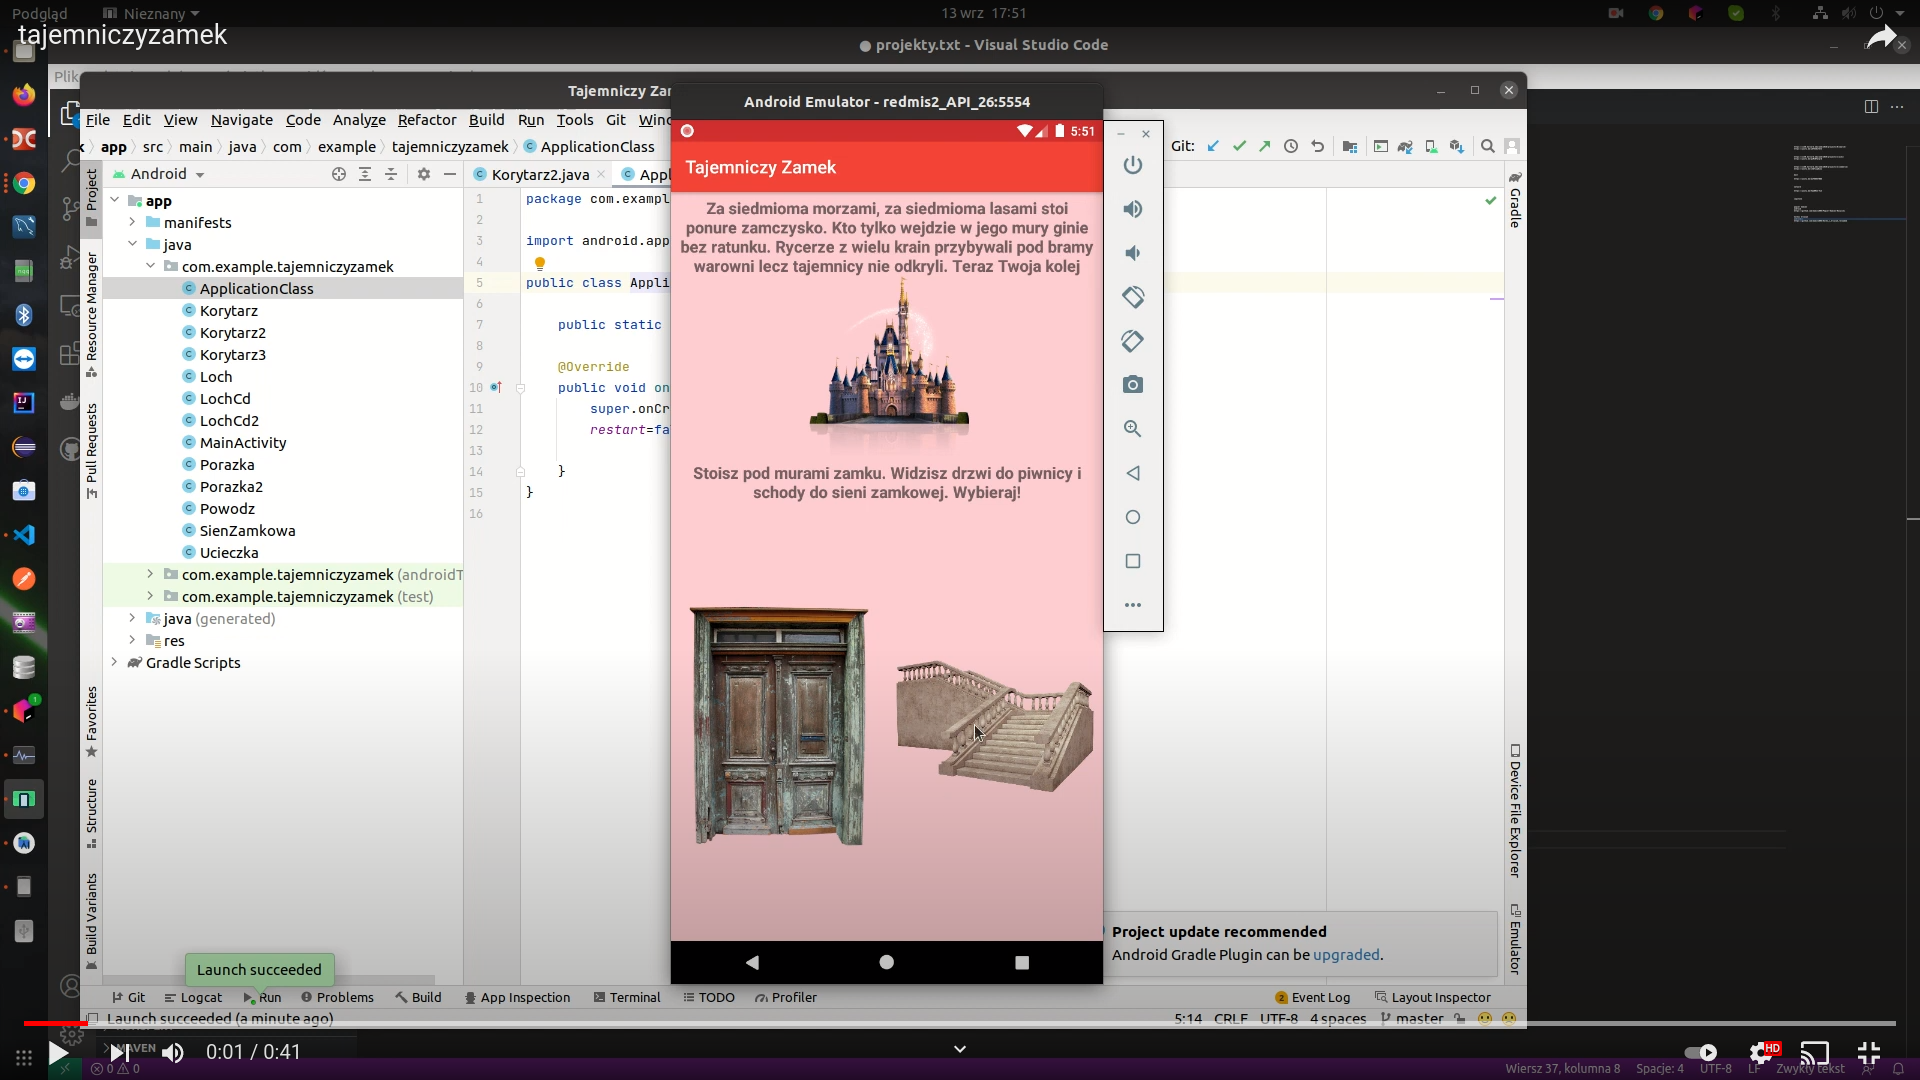 Podgląd
Nieznany
13 wrz 17:51
tajemniczyzamek
projekty.txt - Visual Studio Code
Plik
Tajemniczy Za
Android Emulator - redmis2_API_26:5554
File Edit View Navigate Code Analyze Refactor Build Run Tools Git
5:51
app src main java com example tajemniczyzamek ApplicationClass
Git:
Tajemniczy Zamek
Android
Korytarz2.java
Appl
Project
Resource Manager
Pull Requests
Favorites
Structure
Build Variants
app
manifests
java
com.example.tajemniczyzamek
ApplicationClass
Korytarz
Korytarz2
Korytarz3
Loch
LochCd
LochCd2
MainActivity
Porazka
Porazka2
Powodz
SienZamkowa
Ucieczka
com.example.tajemniczyzamek (androidT
com.example.tajemniczyzamek (test)
java (generated)
res
Gradle Scripts
1 package com.exampl
2
3 import android.app
4
5 public class Appli
6
7 public static
8
9 @Override
10 public void on
11 super.onCr
12 restart=fa
13
14 }
15 }
16
Za siedmioma morzami, za siedmioma lasami stoi
ponure zamczysko. Kto tylko wejdzie w jego mury ginie
bez ratunku. Rycerze z wielu krain przybywali pod bramy
warowni lecz tajemnicy nie odkryli. Teraz Twoja kolej
Stoisz pod murami zamku. Widzisz drzwi do piwnicy i
schody do sieni zamkowej. Wybieraj!
Gradle
Device File Explorer
Emulator
Project update recommended
Android Gradle Plugin can be upgraded.
Launch succeeded
Git Logcat Run Problems Build App Inspection Terminal TODO Profiler
Event Log Layout Inspector
Launch succeeded (a minute ago)
5:14 CRLF UTF-8 4 spaces master
MAVEN
0:01 / 0:41
HD
0 0
Wiersz 37, kolumna 8 Spacje: 4 UTF-8 LF Zwykły tekst